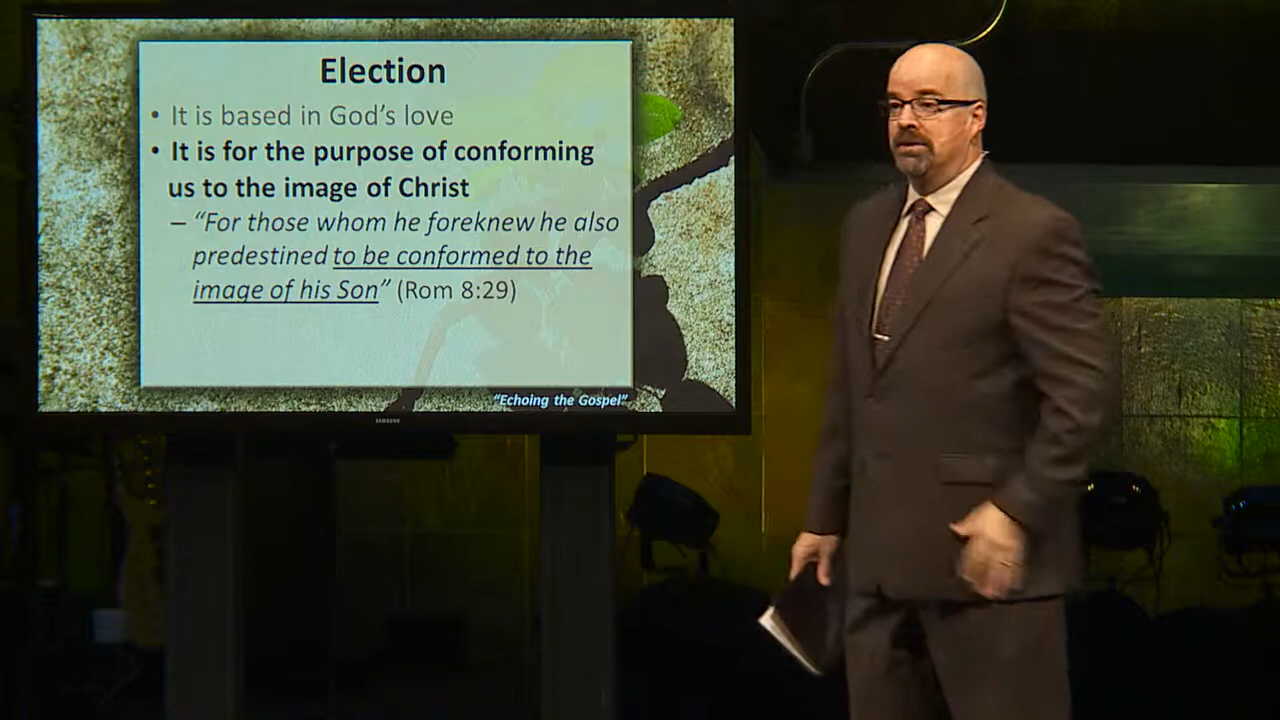 Election
• It is based in God's love
• It is for the purpose of conforming
us to the image of Christ
– "For those whom he foreknew he also
predestined to be conformed to the
image of his Son" (Rom 8:29)
"Echoing the Gospel"
SAMSUNG